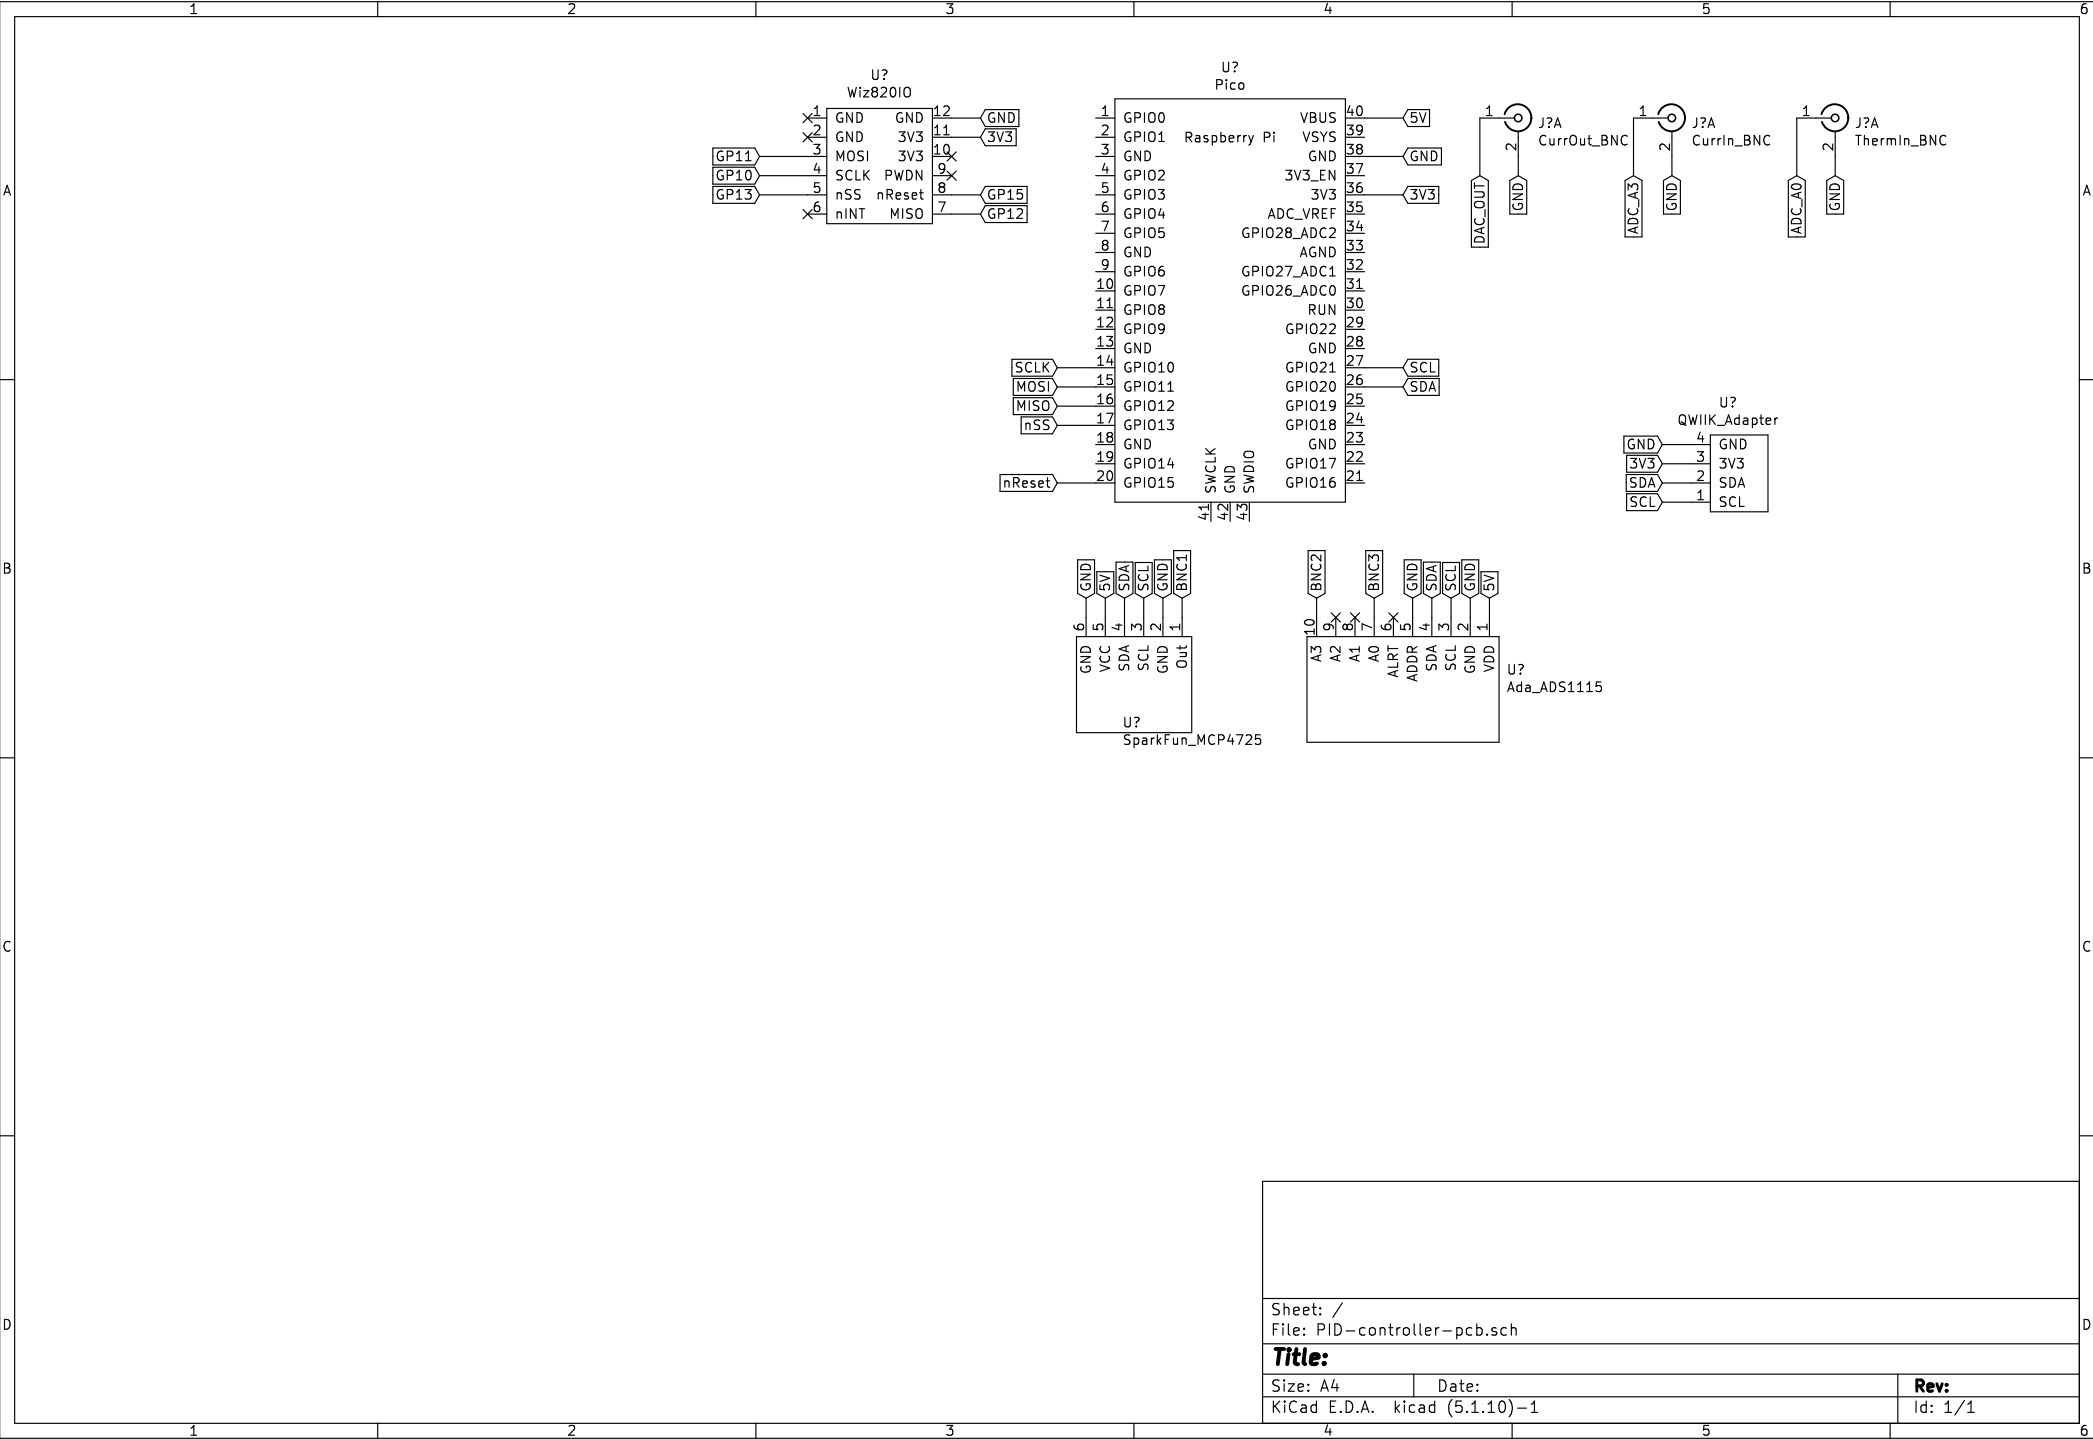 1 2 3 4 5 6
A
B
C
D
U?
Wiz820IO
1 GND GND 12 GND
2 GND 3V3 11 3V3
GP11 3 MOSI 3V3 10
GP10 4 SCLK PWDN 9
GP13 5 nSS nReset 8 GP15
6 nINT MISO 7 GP12
U?
Pico
Raspberry Pi
1 GPIO0 VBUS 40 5V
2 GPIO1 VSYS 39
3 GND GND 38 GND
4 GPIO2 3V3_EN 37
5 GPIO3 3V3 36 3V3
6 GPIO4 ADC_VREF 35
7 GPIO5 GPIO28_ADC2 34
8 GND AGND 33
9 GPIO6 GPIO27_ADC1 32
10 GPIO7 GPIO26_ADC0 31
11 GPIO8 RUN 30
12 GPIO9 GPIO22 29
13 GND GND 28
SCLK 14 GPIO10 GPIO21 27 SCL
MOSI 15 GPIO11 GPIO20 26 SDA
MISO 16 GPIO12 GPIO19 25
nSS 17 GPIO13 GPIO18 24
18 GND GND 23
19 GPIO14 GPIO17 22
nReset 20 GPIO15 GPIO16 21
SWCLK GND SWDIO
41 42 43
1
J?A
CurrOut_BNC
2
DAC_OUT GND
1
J?A
CurrIn_BNC
2
ADC_A3 GND
1
J?A
ThermIn_BNC
2
ADC_A0 GND
U?
QWIIK_Adapter
GND 4 GND
3V3 3 3V3
SDA 2 SDA
SCL 1 SCL
GND 5V SDA SCL GND BNC1
6 5 4 3 2 1
GND VCC SDA SCL GND Out
U?
SparkFun_MCP4725
BNC2 BNC3 GND SDA SCL GND 5V
10 9 8 7 6 5 4 3 2 1
A3 A2 A1 A0 ALRT ADDR SDA SCL GND VDD
U?
Ada_ADS1115
A
B
C
D
Sheet: /
File: PID-controller-pcb.sch
Title:
Size: A4 Date: Rev:
KiCad E.D.A. kicad (5.1.10)-1 Id: 1/1
1 2 3 4 5 6